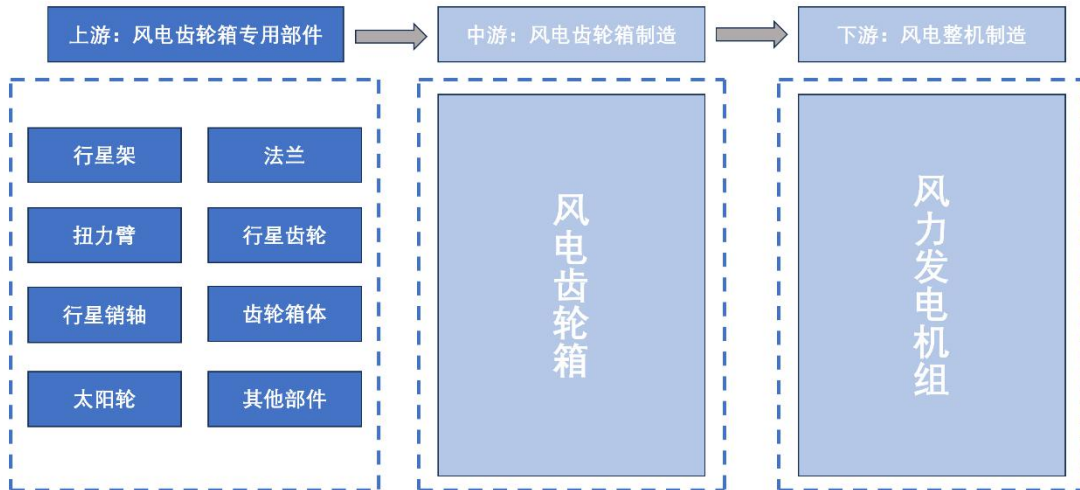 上游：风电齿轮箱专用部件
中游：风电齿轮箱制造
下游：风电整机制造
行星架
法兰
扭力臂
行星齿轮
行星销轴
齿轮箱体
太阳轮
其他部件
风电齿轮箱
风力发电机组